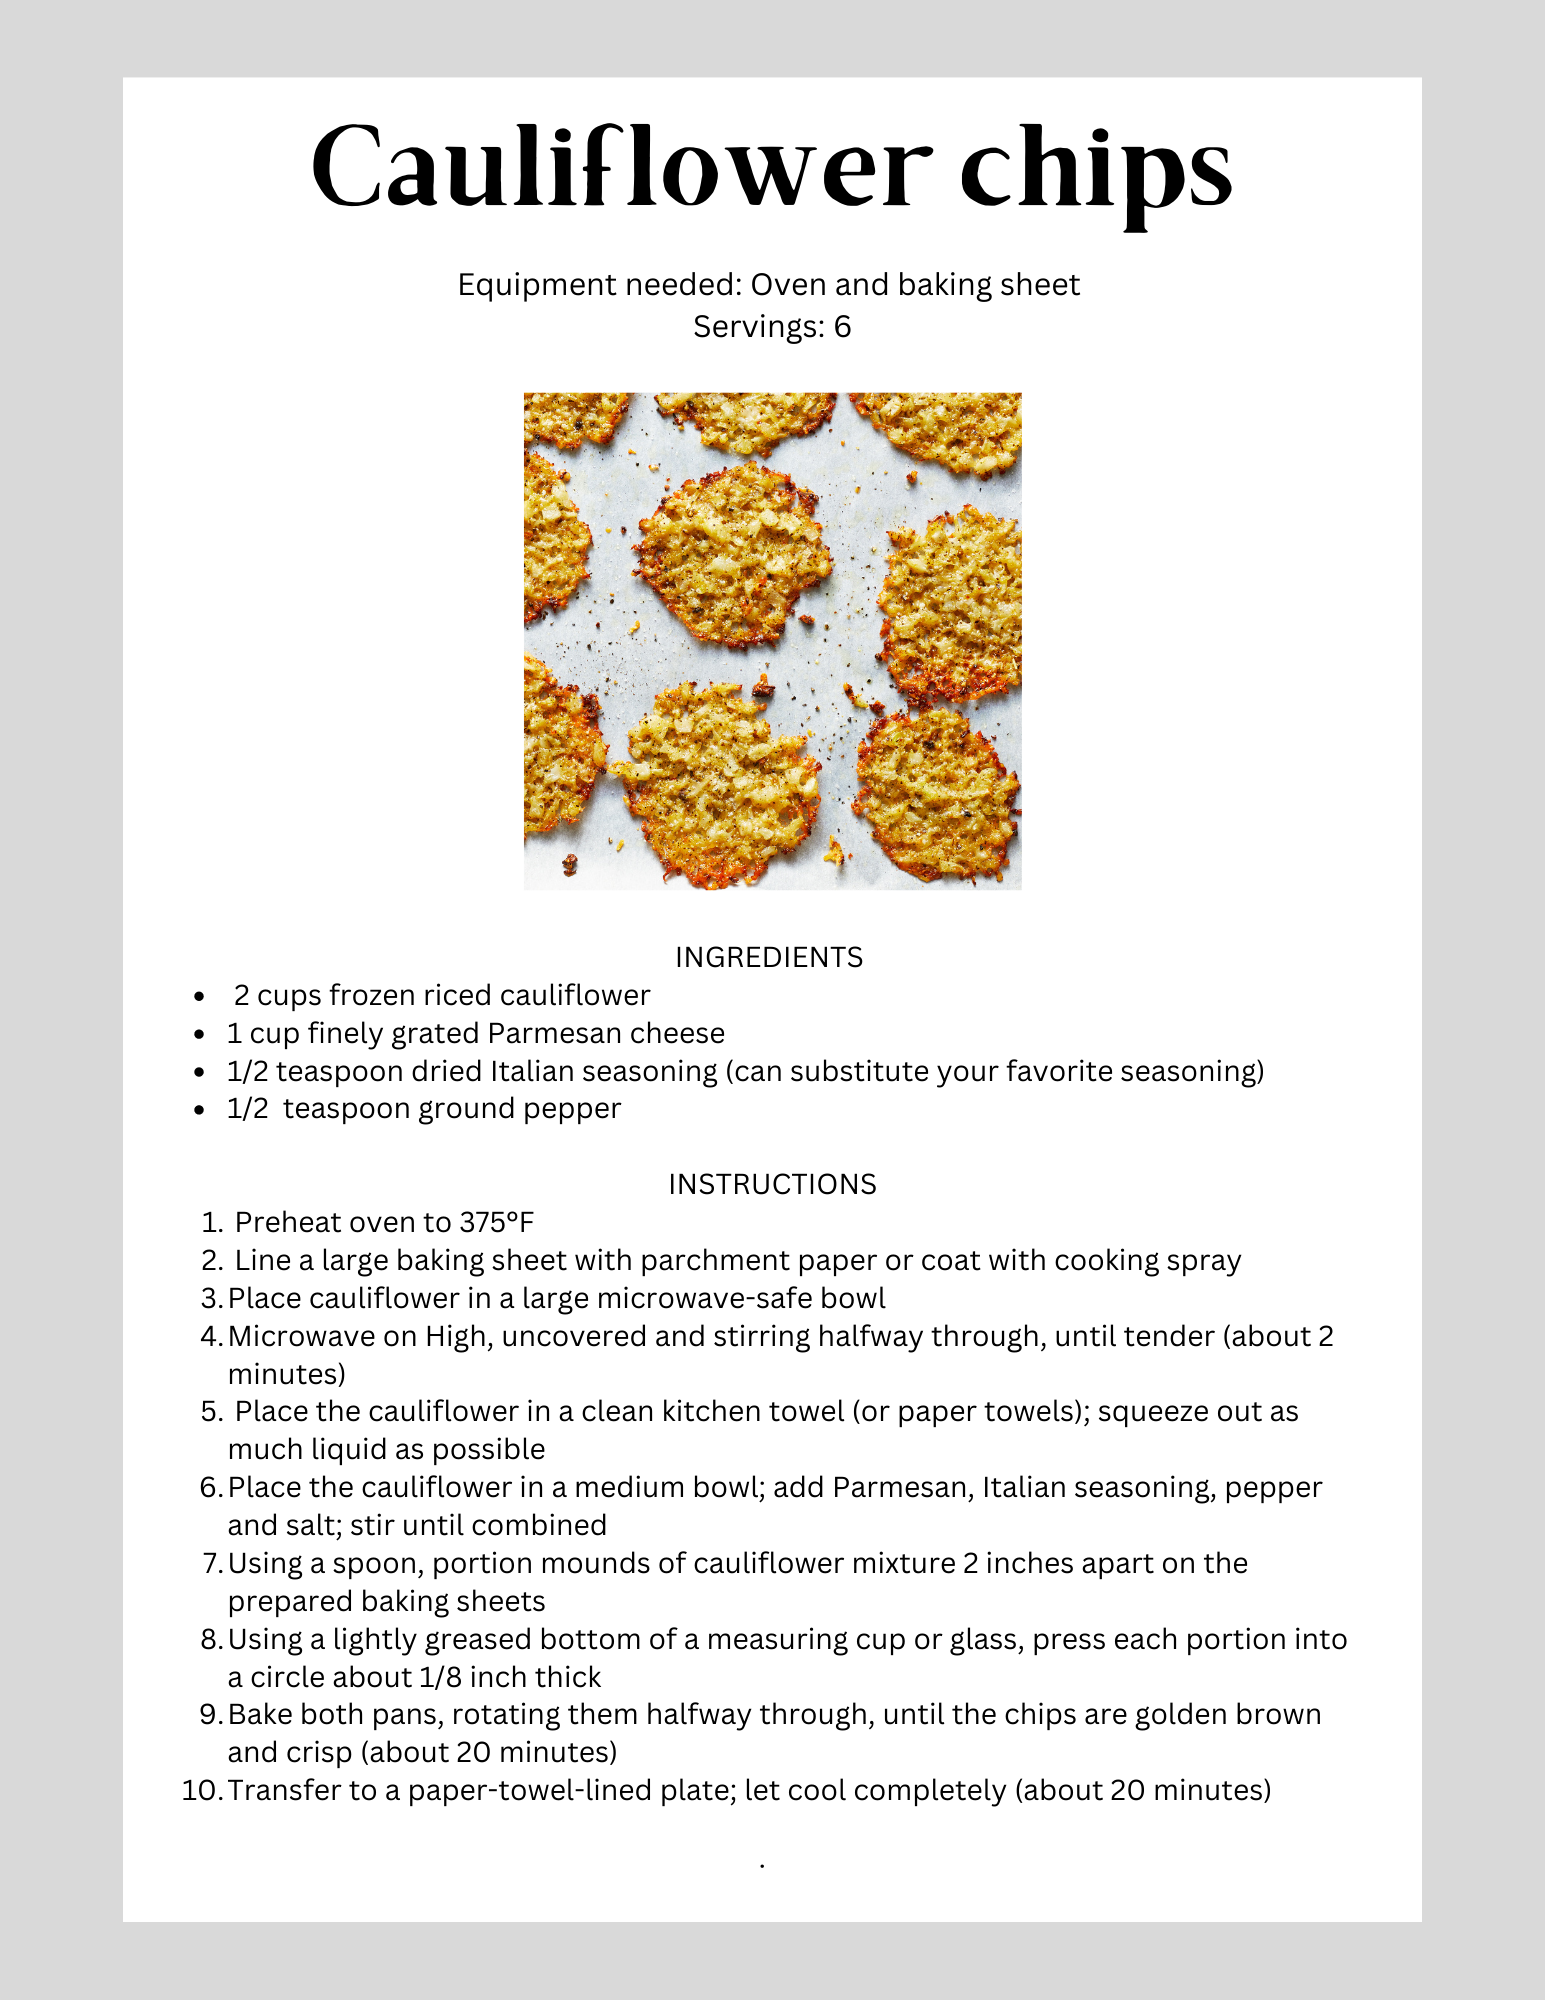 Cauliflower chips
Equipment needed: Oven and baking sheet
Servings: 6
INGREDIENTS
• 2 cups frozen riced cauliflower
• 1 cup finely grated Parmesan cheese
• 1/2 teaspoon dried Italian seasoning (can substitute your favorite seasoning)
• 1/2 teaspoon ground pepper
INSTRUCTIONS
1. Preheat oven to 375°F
2. Line a large baking sheet with parchment paper or coat with cooking spray
3. Place cauliflower in a large microwave-safe bowl
4. Microwave on High, uncovered and stirring halfway through, until tender (about 2
minutes)
5. Place the cauliflower in a clean kitchen towel (or paper towels); squeeze out as
much liquid as possible
6. Place the cauliflower in a medium bowl; add Parmesan, Italian seasoning, pepper
and salt; stir until combined
7. Using a spoon, portion mounds of cauliflower mixture 2 inches apart on the
prepared baking sheets
8. Using a lightly greased bottom of a measuring cup or glass, press each portion into
a circle about 1/8 inch thick
9. Bake both pans, rotating them halfway through, until the chips are golden brown
and crisp (about 20 minutes)
10. Transfer to a paper-towel-lined plate; let cool completely (about 20 minutes)
.